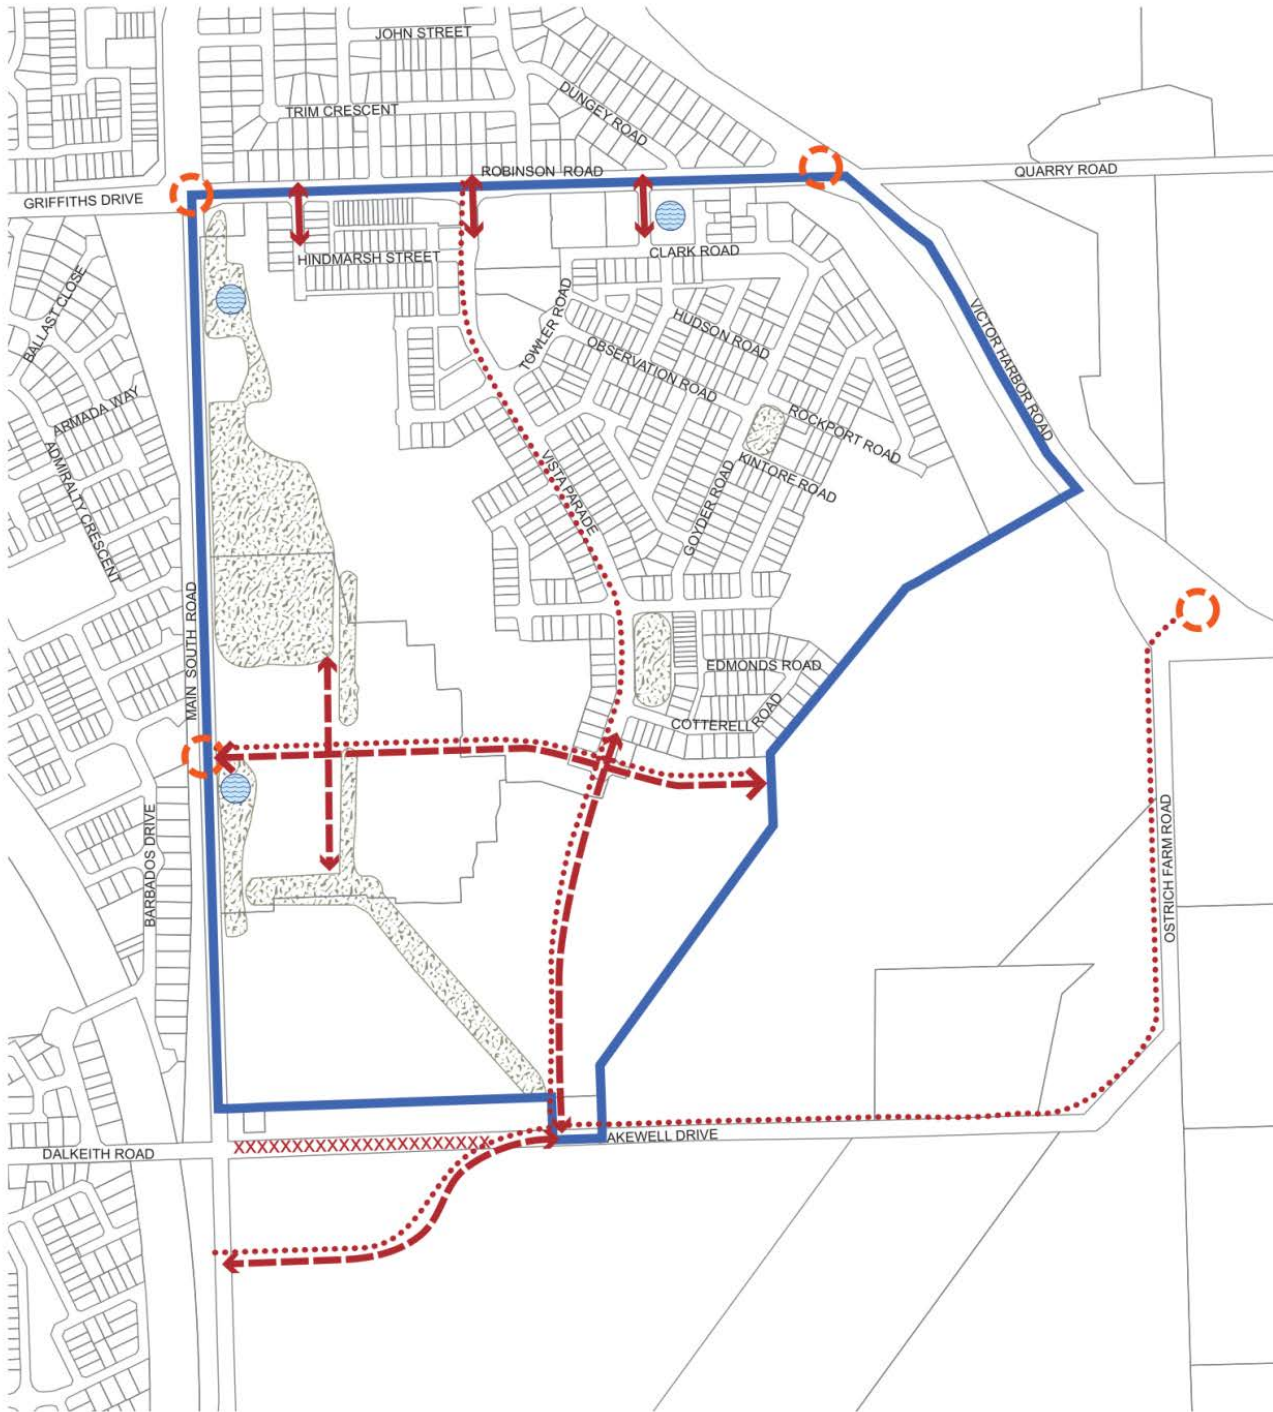 JOHN STREET
TRIM CRESCENT
DUNGEY ROAD
ROBINSON ROAD
QUARRY ROAD
GRIFFITHS DRIVE
HINDMARSH STREET
CLARK ROAD
BALLAST CLOSE
TOWLER ROAD
HUDSON ROAD
OBSERVATION ROAD
VICTOR HARBOR ROAD
ARMADA WAY
ROCKPORT ROAD
ADMIRALTY CRESCENT
VISTA PARADE
KINTORE ROAD
GOYDER ROAD
MAIN SOUTH ROAD
EDMONDS ROAD
COTTERELL ROAD
BARBADOS DRIVE
OSTRICH FARM ROAD
AKEWELL DRIVE
XXXXXXXXXXXXXXXXXXXX
DALKEITH ROAD